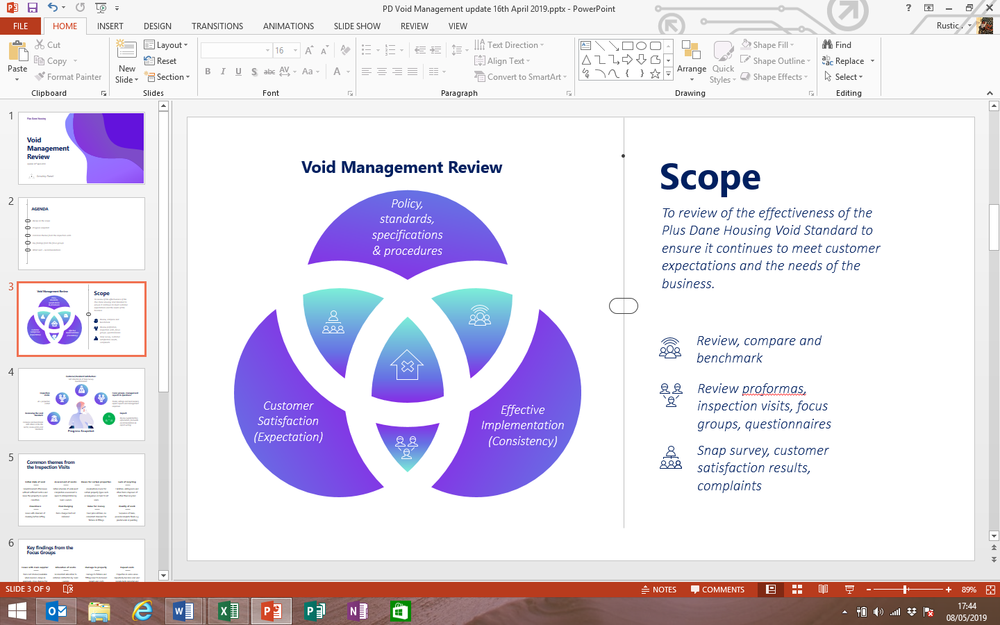 PD Void Management update 16th April 2019.pptx - PowerPoint
FILE HOME INSERT DESIGN TRANSITIONS ANIMATIONS SLIDE SHOW REVIEW VIEW
Rustic .
Paste
Cut
Copy
Format Painter
Clipboard
New
Slide
Layout
Reset
Section
Slides
16
Font
Text Direction
Align Text
Convert to SmartArt
Paragraph
Arrange
Quick
Styles
Shape Fill
Shape Outline
Shape Effects
Drawing
Find
Replace
Select
Editing
1
Plus Dane Housing
Void
Management
Review
Scrutiny Panel
2
AGENDA
3
Void Management Review
Scope
4
Progress Snapshot
5
Common themes from
the Inspection Visits
6
Key findings from the
Focus Groups
Void Management Review
Policy,
standards,
specifications
& procedures
Customer
Satisfaction
(Expectation)
Effective
Implementation
(Consistency)
Scope
To review of the effectiveness of the
Plus Dane Housing Void Standard to
ensure it continues to meet customer
expectations and the needs of the
business.
Review, compare and
benchmark
Review proformas,
inspection visits, focus
groups, questionnaires
Snap survey, customer
satisfaction results,
complaints
SLIDE 3 OF 9
NOTES
COMMENTS
89%
17:44
08/05/2019